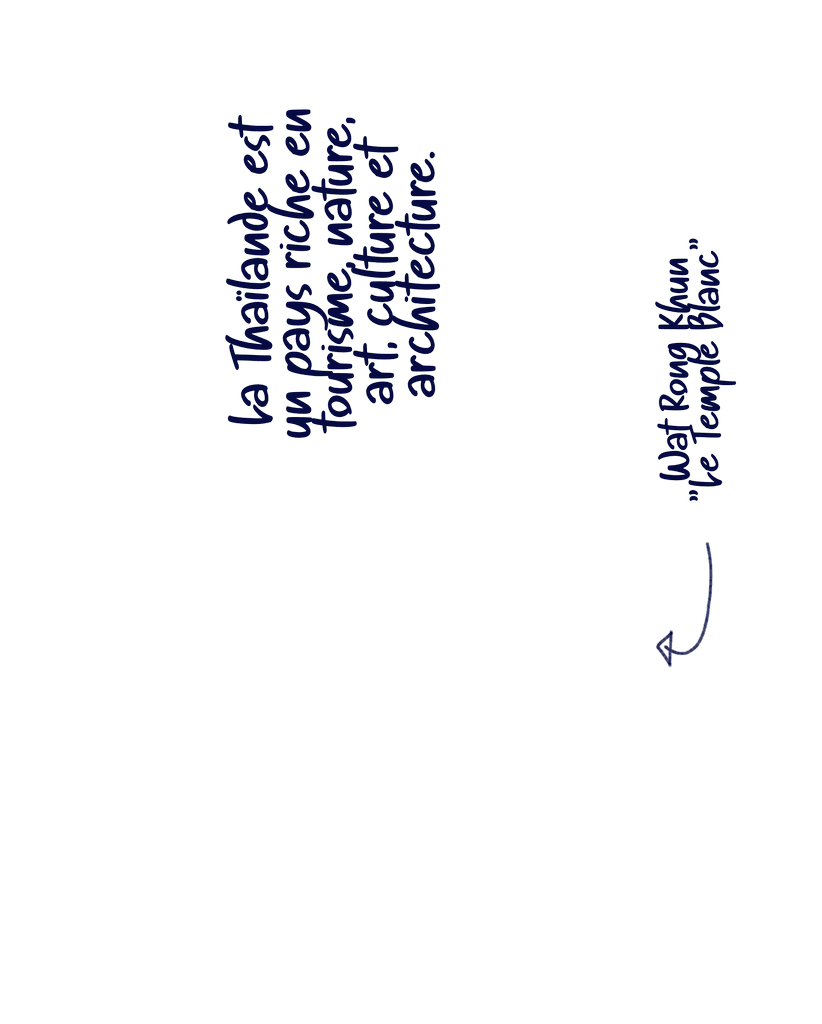 La Thaïlande est
un pays riche en
tourisme, nature,
art, culture et
architecture.
Wat Rong Khun
"Le Temple Blanc"